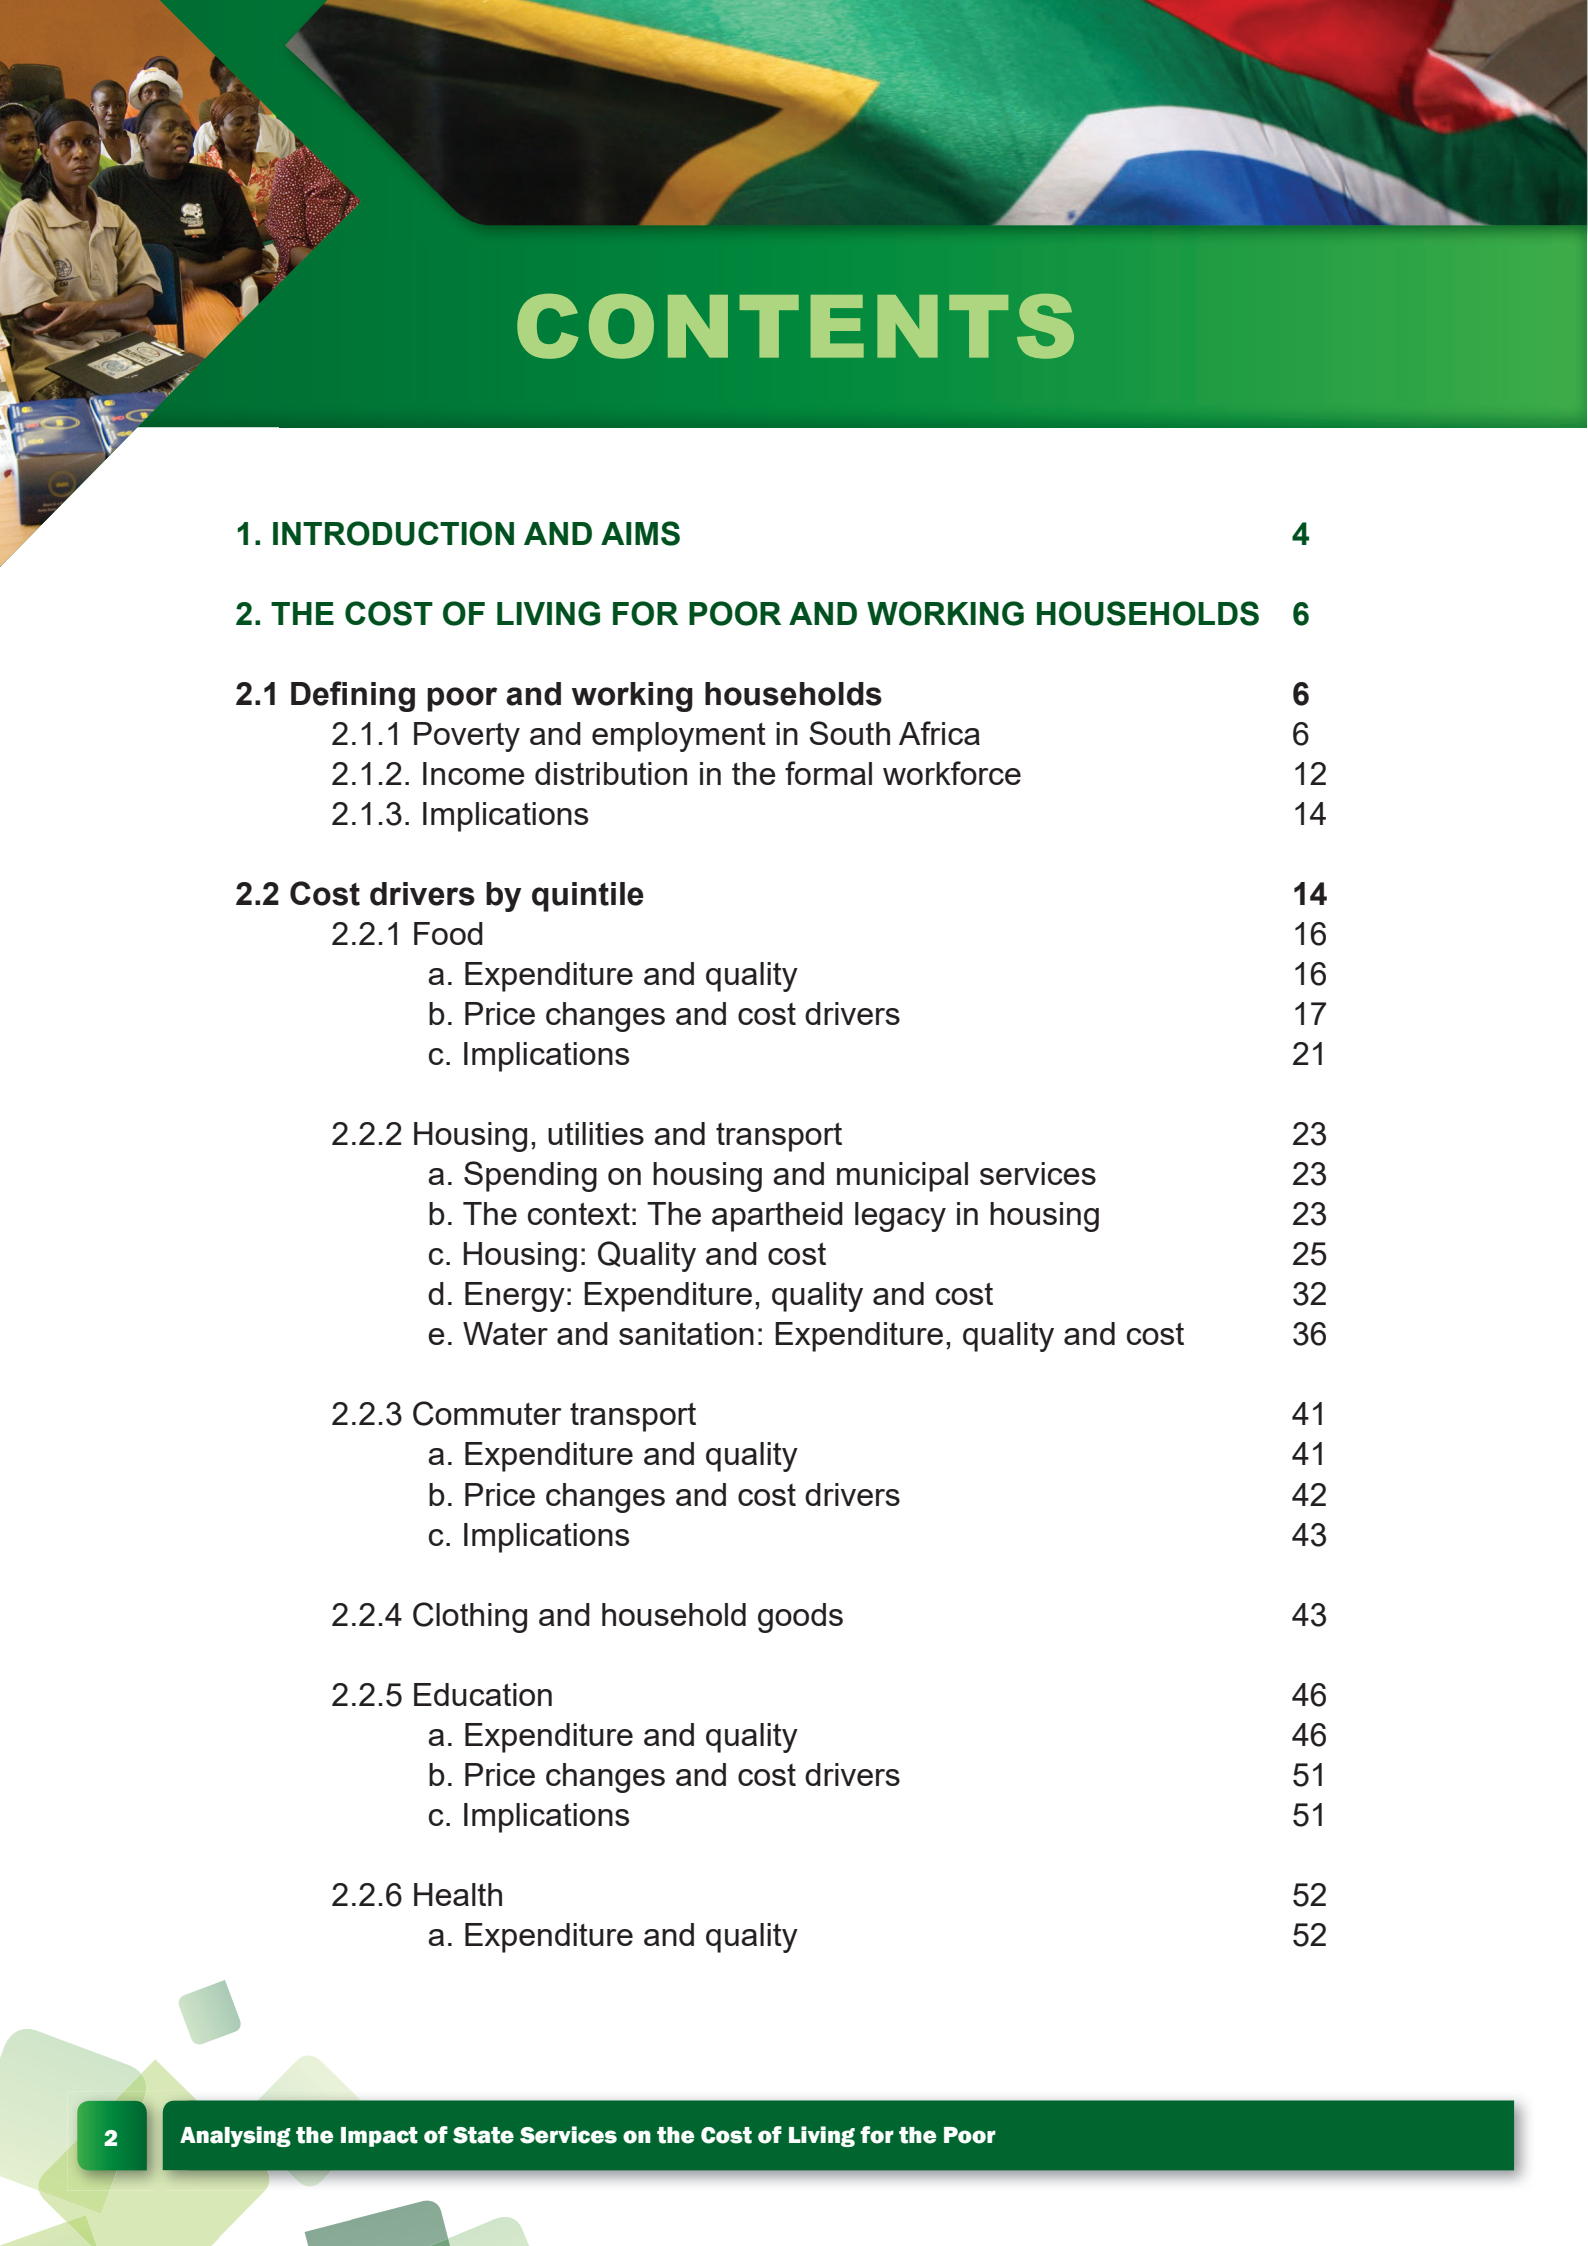 CONTENTS
1. INTRODUCTION AND AIMS 4
2. THE COST OF LIVING FOR POOR AND WORKING HOUSEHOLDS 6
2.1 Defining poor and working households 6
2.1.1 Poverty and employment in South Africa 6
2.1.2. Income distribution in the formal workforce 12
2.1.3. Implications 14
2.2 Cost drivers by quintile 14
2.2.1 Food 16
a. Expenditure and quality 16
b. Price changes and cost drivers 17
c. Implications 21
2.2.2 Housing, utilities and transport 23
a. Spending on housing and municipal services 23
b. The context: The apartheid legacy in housing 23
c. Housing: Quality and cost 25
d. Energy: Expenditure, quality and cost 32
e. Water and sanitation: Expenditure, quality and cost 36
2.2.3 Commuter transport 41
a. Expenditure and quality 41
b. Price changes and cost drivers 42
c. Implications 43
2.2.4 Clothing and household goods 43
2.2.5 Education 46
a. Expenditure and quality 46
b. Price changes and cost drivers 51
c. Implications 51
2.2.6 Health 52
a. Expenditure and quality 52
2 Analysing the Impact of State Services on the Cost of Living for the Poor